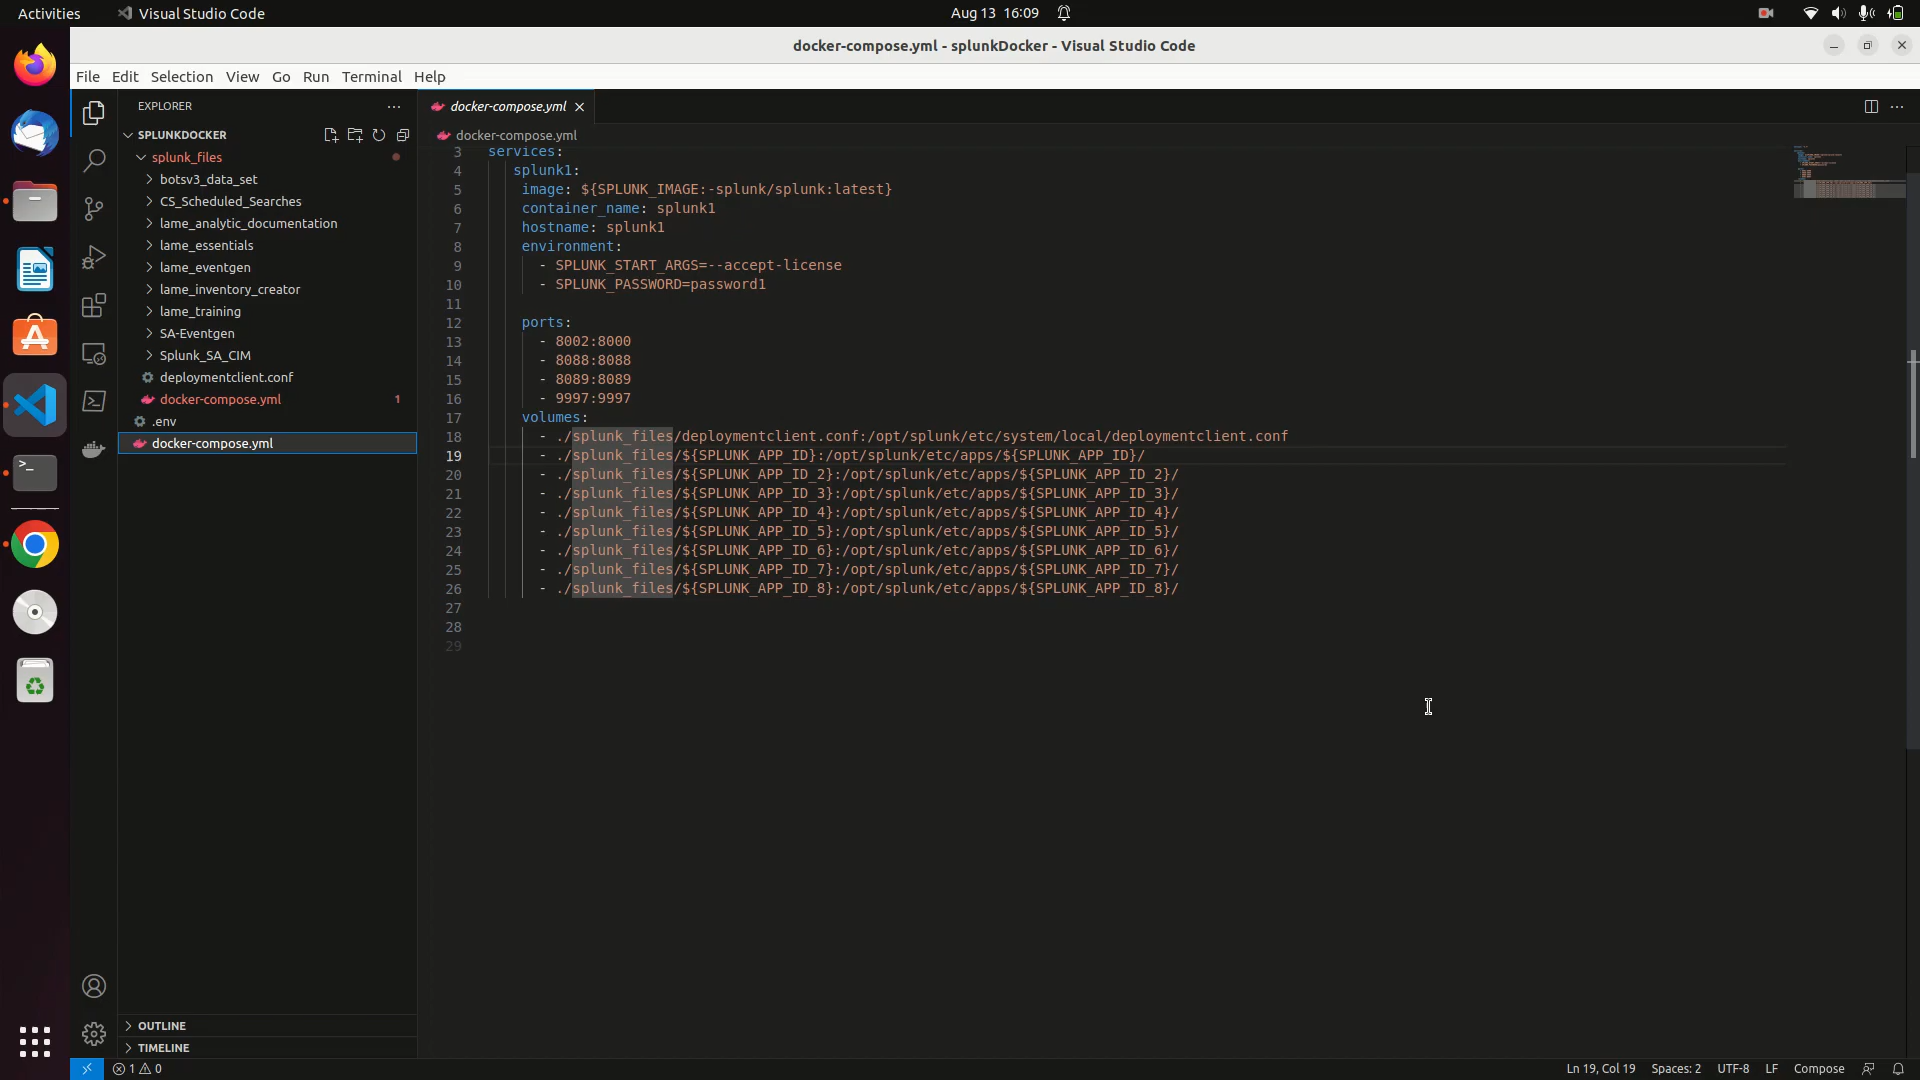 Activities
Visual Studio Code
Aug 13 16:09
docker-compose.yml - splunkDocker - Visual Studio Code
File Edit Selection View Go Run Terminal Help
EXPLORER
SPLUNKDOCKER
splunk_files
botsv3_data_set
CS_Scheduled_Searches
lame_analytic_documentation
lame_essentials
lame_eventgen
lame_inventory_creator
lame_training
SA-Eventgen
Splunk_SA_CIM
deploymentclient.conf
docker-compose.yml 1
.env
docker-compose.yml
OUTLINE
TIMELINE
docker-compose.yml
docker-compose.yml
3 services:
4 splunk1:
5 image: ${SPLUNK_IMAGE:-splunk/splunk:latest}
6 container_name: splunk1
7 hostname: splunk1
8 environment:
9 - SPLUNK_START_ARGS=--accept-license
10 - SPLUNK_PASSWORD=password1
11
12 ports:
13 - 8002:8000
14 - 8088:8088
15 - 8089:8089
16 - 9997:9997
17 volumes:
18 - ./splunk_files/deploymentclient.conf:/opt/splunk/etc/system/local/deploymentclient.conf
19 - ./splunk_files/${SPLUNK_APP_ID}:/opt/splunk/etc/apps/${SPLUNK_APP_ID}/
20 - ./splunk_files/${SPLUNK_APP_ID_2}:/opt/splunk/etc/apps/${SPLUNK_APP_ID_2}/
21 - ./splunk_files/${SPLUNK_APP_ID_3}:/opt/splunk/etc/apps/${SPLUNK_APP_ID_3}/
22 - ./splunk_files/${SPLUNK_APP_ID_4}:/opt/splunk/etc/apps/${SPLUNK_APP_ID_4}/
23 - ./splunk_files/${SPLUNK_APP_ID_5}:/opt/splunk/etc/apps/${SPLUNK_APP_ID_5}/
24 - ./splunk_files/${SPLUNK_APP_ID_6}:/opt/splunk/etc/apps/${SPLUNK_APP_ID_6}/
25 - ./splunk_files/${SPLUNK_APP_ID_7}:/opt/splunk/etc/apps/${SPLUNK_APP_ID_7}/
26 - ./splunk_files/${SPLUNK_APP_ID_8}:/opt/splunk/etc/apps/${SPLUNK_APP_ID_8}/
27
28
29
1 0
Ln 19, Col 19 Spaces: 2 UTF-8 LF Compose